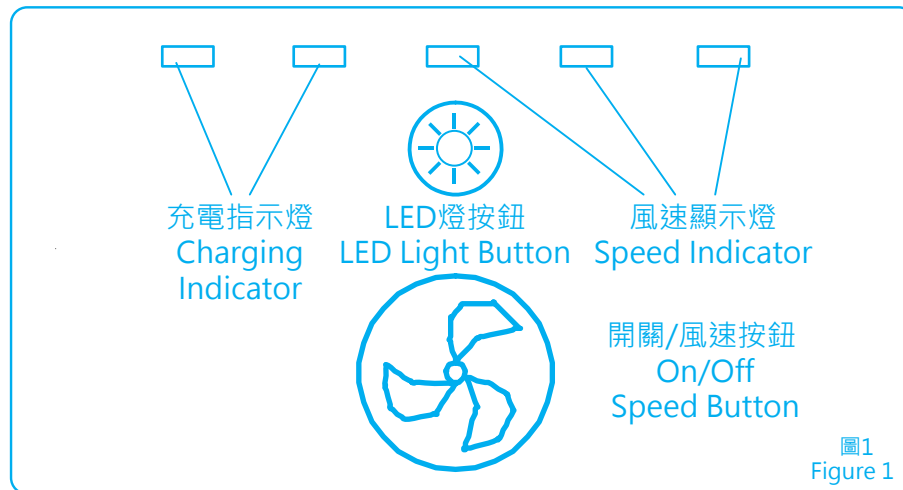 充電指示燈
Charging
Indicator
LED燈按鈕
LED Light Button
風速顯示燈
Speed Indicator
開關/風速按鈕
On/Off
Speed Button
圖1
Figure 1